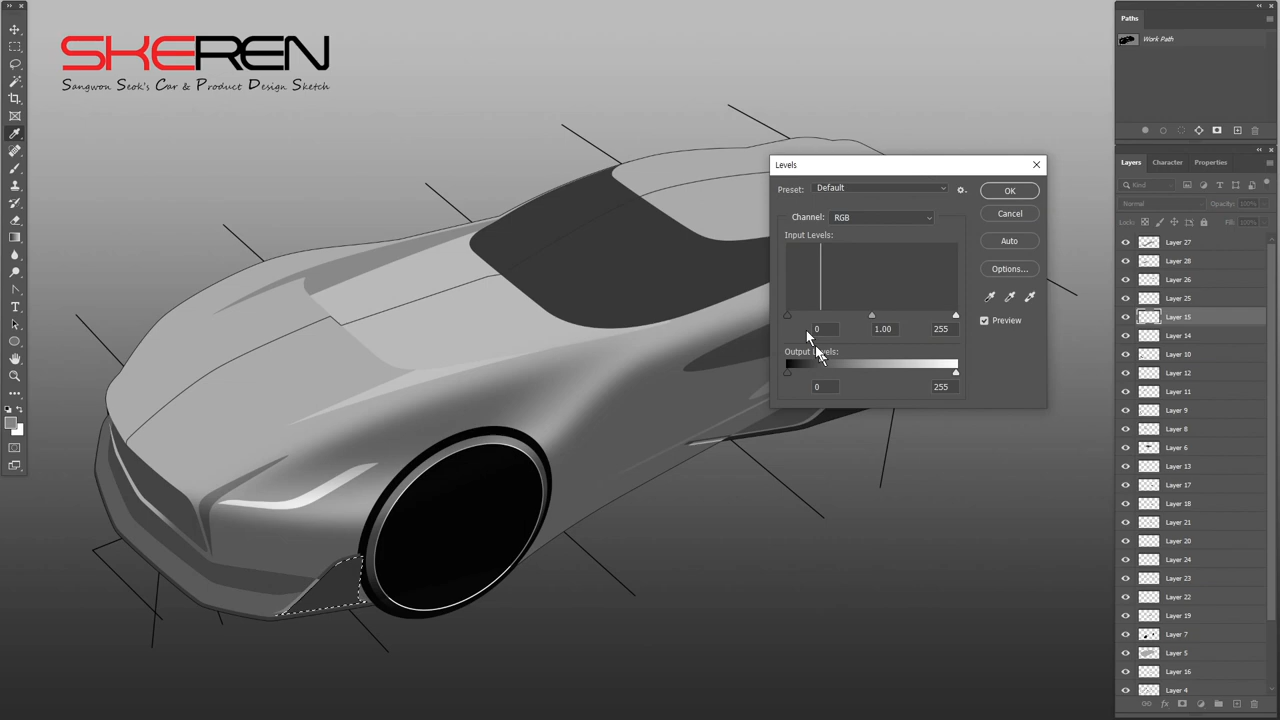 SKEREN
Sangwon Seok's Car & Product Design Sketch
Levels
Preset: Default
Channel: RGB
Input Levels:
0 1.00 255
Output Levels:
0 255
OK
Cancel
Auto
Options...
Preview
Paths
Work Path
Layers Character Properties
Kind
Normal Opacity: 100%
Lock: Fill: 100%
Layer 27
Layer 28
Layer 26
Layer 25
Layer 15
Layer 14
Layer 10
Layer 12
Layer 11
Layer 9
Layer 8
Layer 6
Layer 13
Layer 17
Layer 18
Layer 21
Layer 20
Layer 24
Layer 23
Layer 22
Layer 19
Layer 7
Layer 5
Layer 16
Layer 4